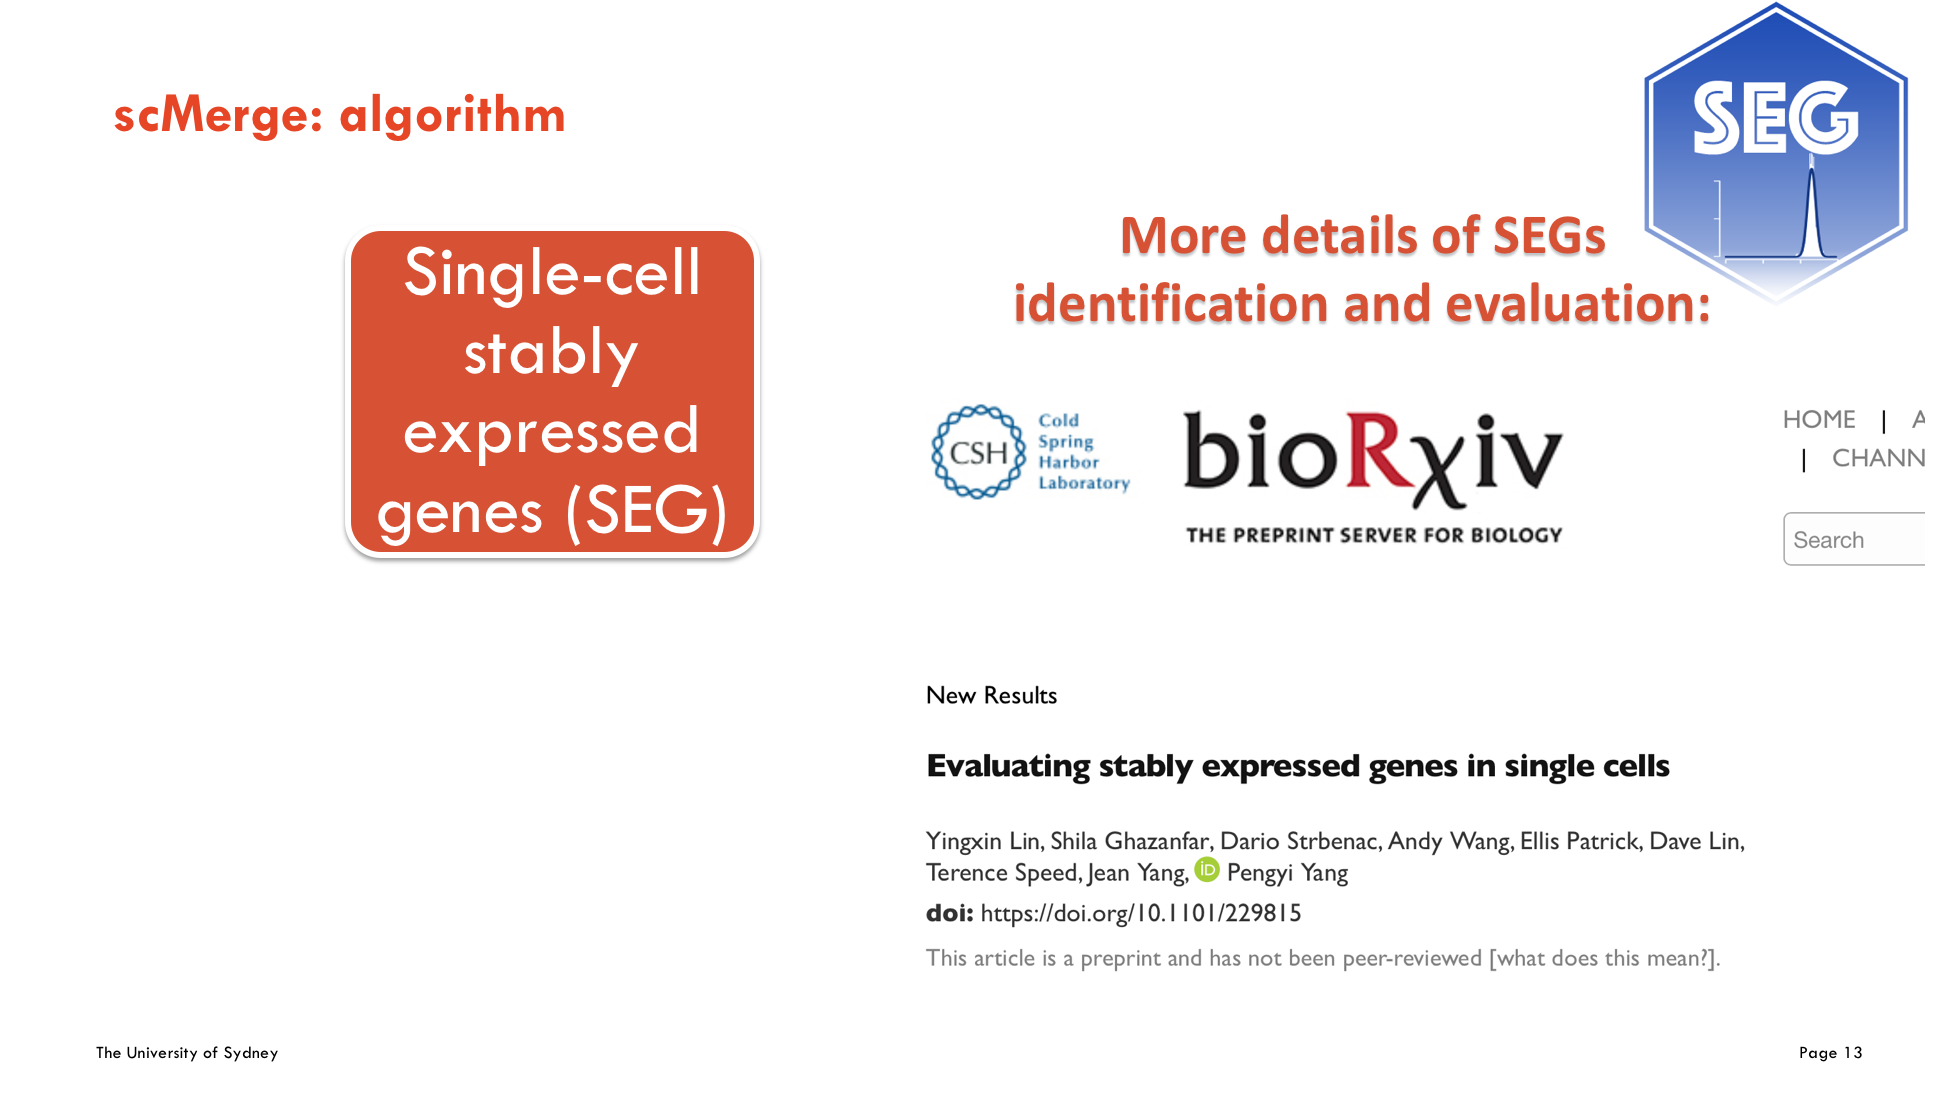 scMerge: algorithm
SEG
Single-cell
stably
expressed
genes (SEG)
More details of SEGs
identification and evaluation:
CSH
Cold
Spring
Harbor
Laboratory
bioRχiv
THE PREPRINT SERVER FOR BIOLOGY
HOME | A
| CHANN
Search
New Results
Evaluating stably expressed genes in single cells
Yingxin Lin, Shila Ghazanfar, Dario Strbenac, Andy Wang, Ellis Patrick, Dave Lin,
Terence Speed, Jean Yang, iD Pengyi Yang
doi: https://doi.org/10.1101/229815
This article is a preprint and has not been peer-reviewed [what does this mean?].
The University of Sydney
Page 13